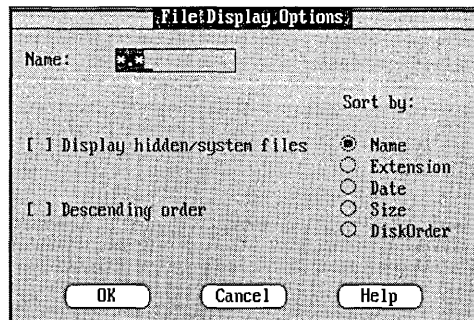 File Display Options
Name: *.*
Sort by:
[ ] Display hidden/system files
Name
Extension
Date
[ ] Descending order
Size
DiskOrder
OK Cancel Help